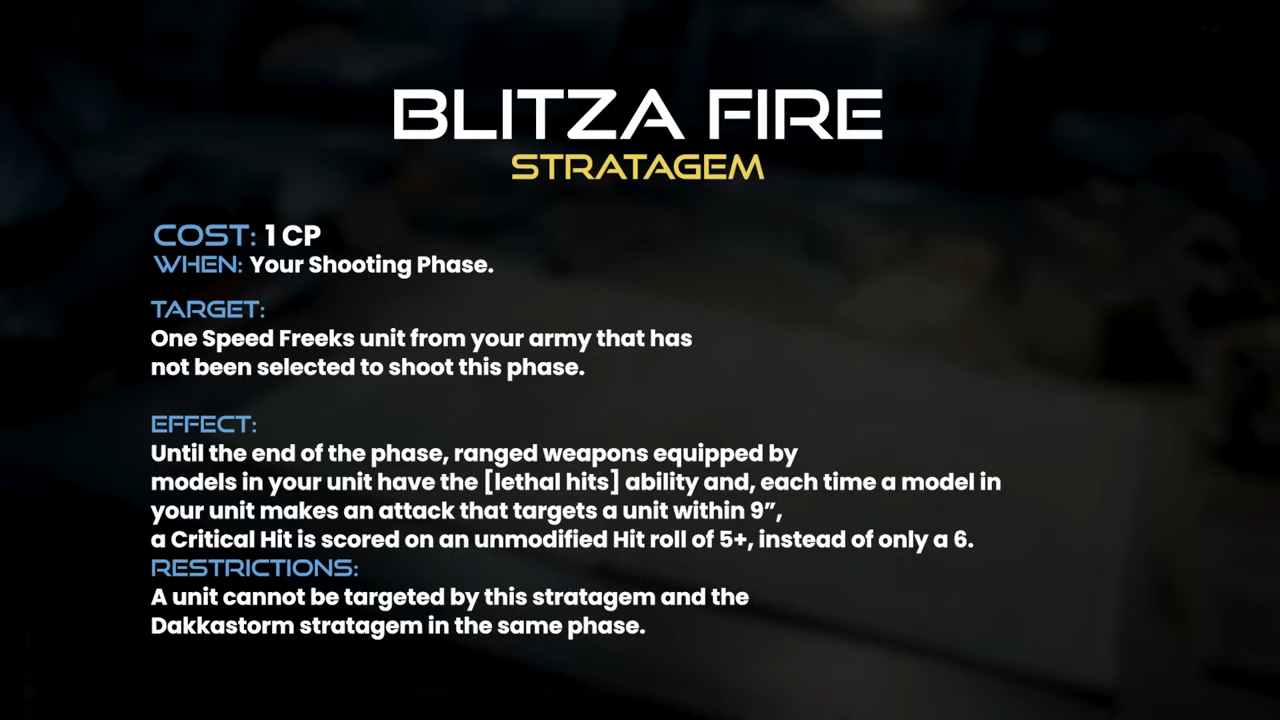 BLITZA FIRE
STRATAGEM
COST: 1 CP
WHEN: Your Shooting Phase.
TARGET:
One Speed Freeks unit from your army that has
not been selected to shoot this phase.
EFFECT:
Until the end of the phase, ranged weapons equipped by
models in your unit have the [lethal hits] ability and, each time a model in
your unit makes an attack that targets a unit within 9”,
a Critical Hit is scored on an unmodified Hit roll of 5+, instead of only a 6.
RESTRICTIONS:
A unit cannot be targeted by this stratagem and the
Dakkastorm stratagem in the same phase.